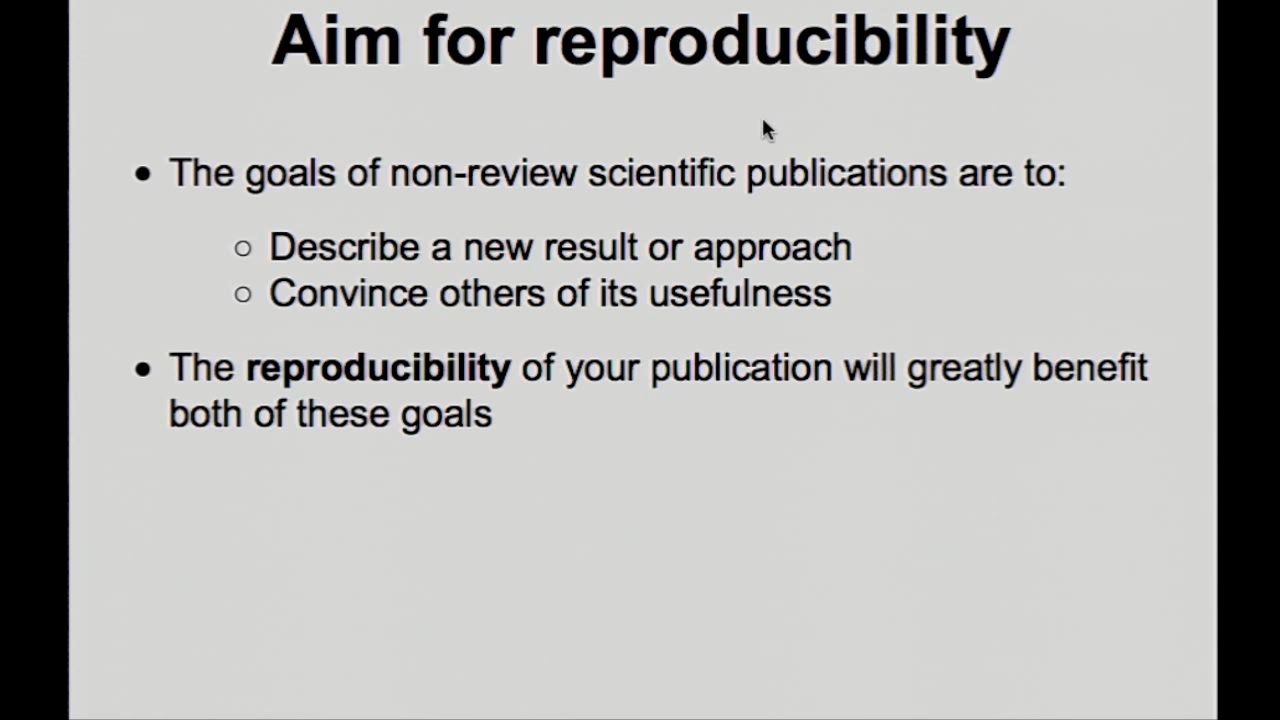 Aim for reproducibility
• The goals of non-review scientific publications are to:
○ Describe a new result or approach
○ Convince others of its usefulness
• The reproducibility of your publication will greatly benefit
both of these goals